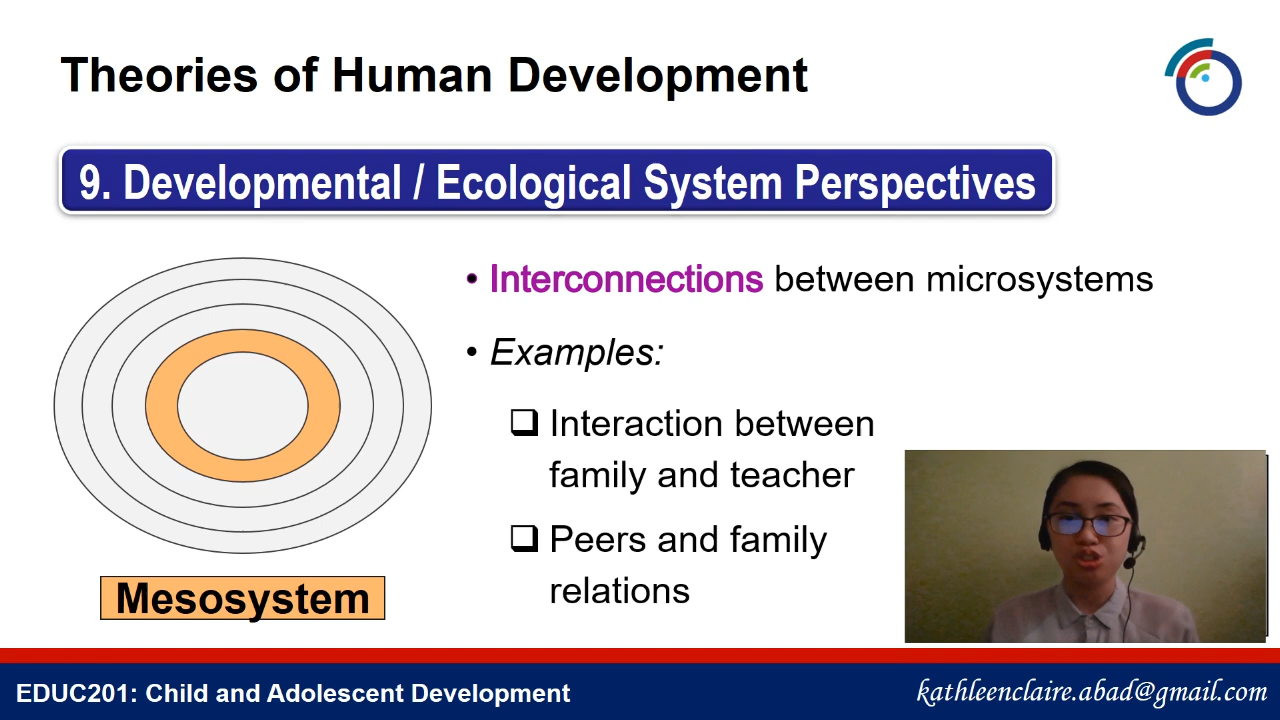 Theories of Human Development
9. Developmental / Ecological System Perspectives
• Interconnections between microsystems
• Examples:
❑ Interaction between
family and teacher
❑ Peers and family
relations
Mesosystem
EDUC201: Child and Adolescent Development
kathleenclaire.abad@gmail.com